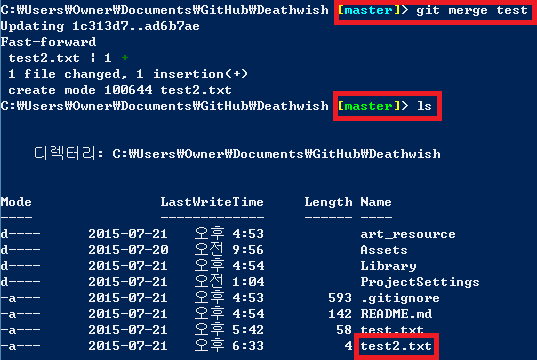 C:₩Users₩Owner₩Documents₩GitHub₩Deathwish [master]> git merge test
Updating 1c313d7..ad6b7ae
Fast-forward
 test2.txt | 1 +
 1 file changed, 1 insertion(+)
 create mode 100644 test2.txt
C:₩Users₩Owner₩Documents₩GitHub₩Deathwish [master]> ls
    디렉터리: C:₩Users₩Owner₩Documents₩GitHub₩Deathwish
Mode                LastWriteTime     Length Name
----                -------------     ------ ----
d----        2015-07-21   오후 4:53            art_resource
d----        2015-07-20   오전 9:56            Assets
d----        2015-07-21   오후 4:54            Library
d----        2015-07-21   오전 1:04            ProjectSettings
-a---        2015-07-21   오후 4:53        593 .gitignore
-a---        2015-07-21   오후 4:54        142 README.md
-a---        2015-07-21   오후 5:42         58 test.txt
-a---        2015-07-21   오후 6:33          4 test2.txt